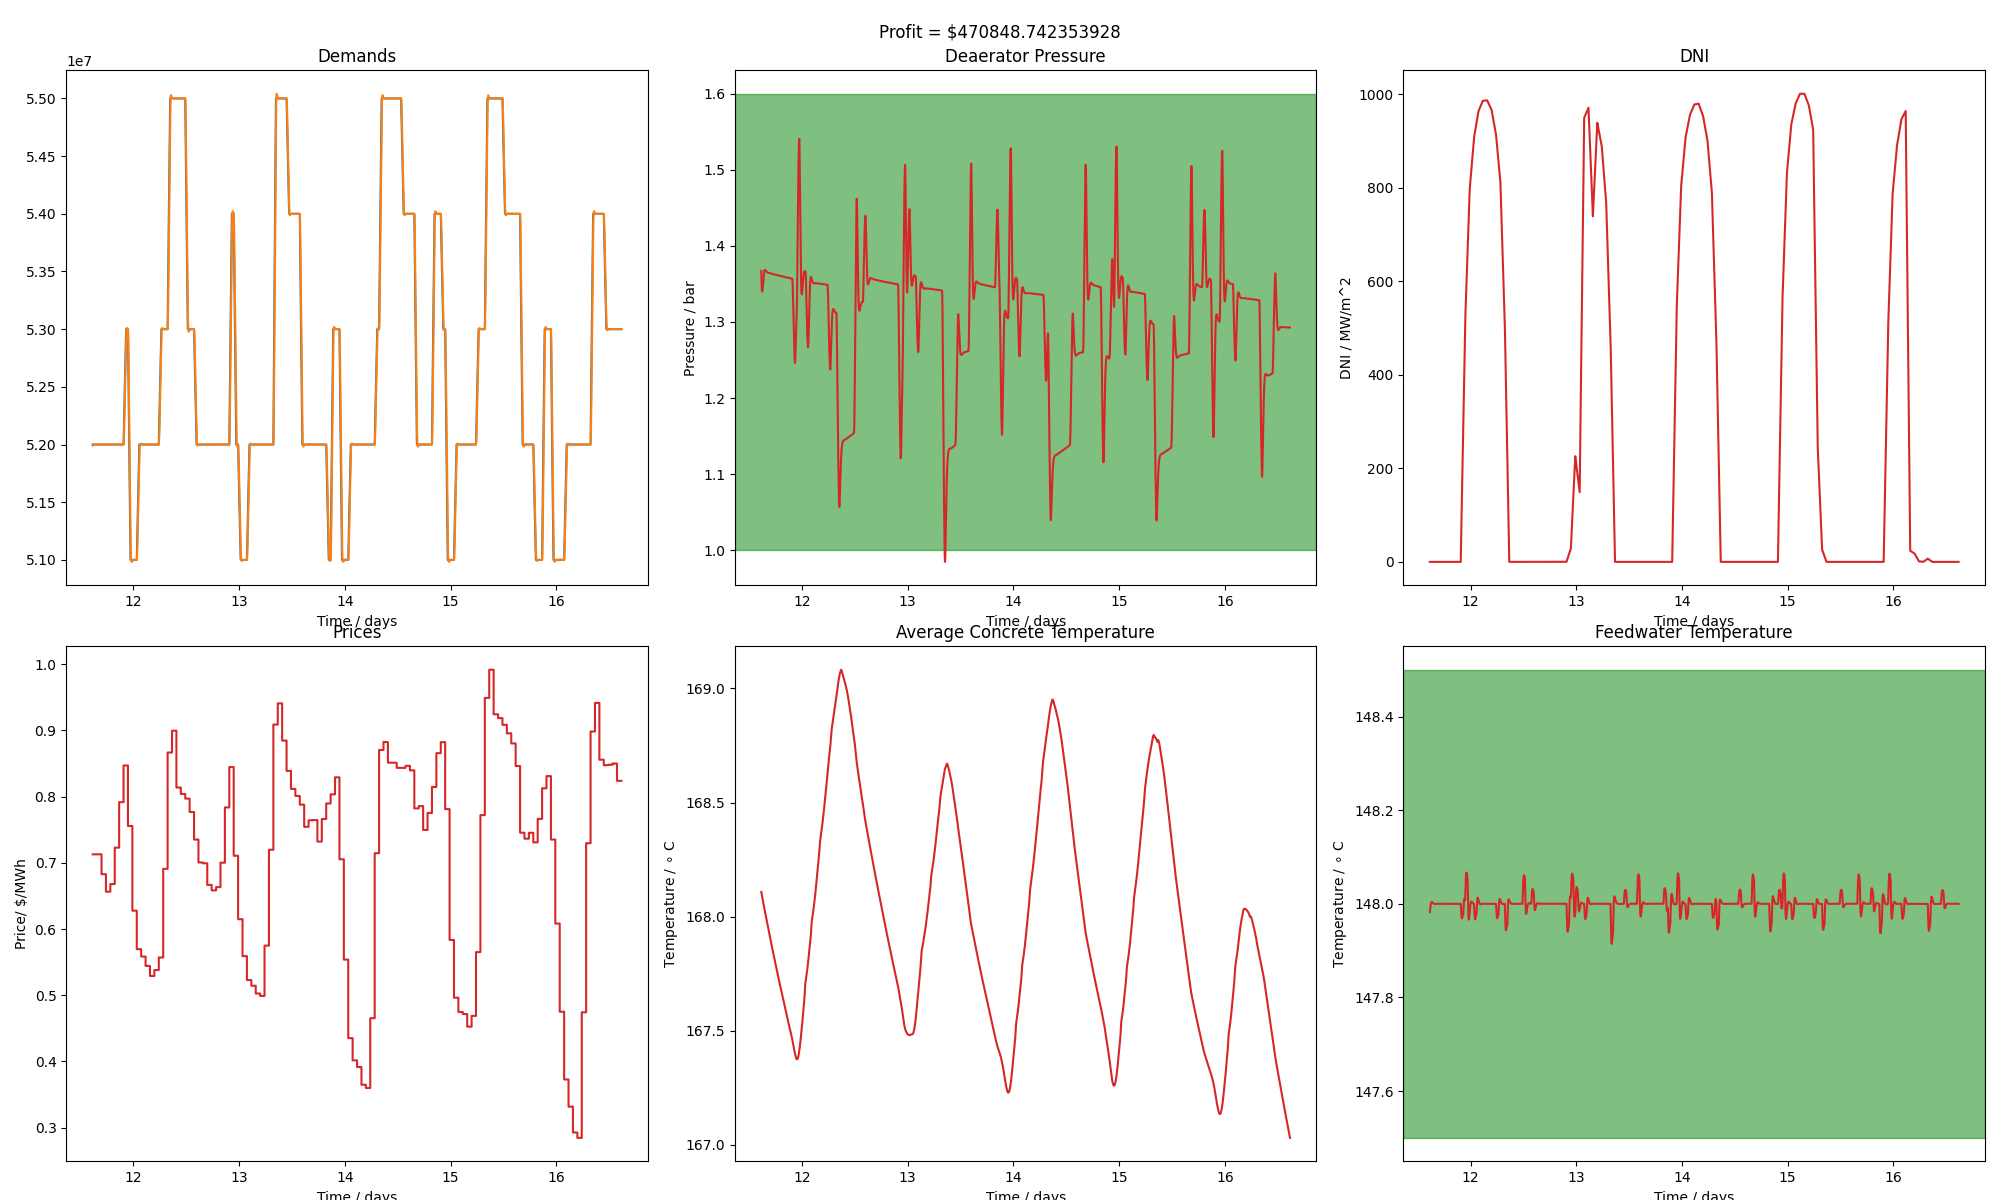 Profit = $470848.742353928
Demands
1e7
5.50
5.45
5.40
5.35
5.30
5.25
5.20
5.15
5.10
12 13 14 15 16
Time / days
Deaerator Pressure
Pressure / bar
1.6
1.5
1.4
1.3
1.2
1.1
1.0
12 13 14 15 16
Time / days
DNI
DNI / MW/m^2
1000
800
600
400
200
0
12 13 14 15 16
Time / days
Prices
Price/ $/MWh
1.0
0.9
0.8
0.7
0.6
0.5
0.4
0.3
12 13 14 15 16
Time / days
Average Concrete Temperature
Temperature / ∘ C
169.0
168.5
168.0
167.5
167.0
12 13 14 15 16
Time / days
Feedwater Temperature
Temperature / ∘ C
148.4
148.2
148.0
147.8
147.6
12 13 14 15 16
Time / days